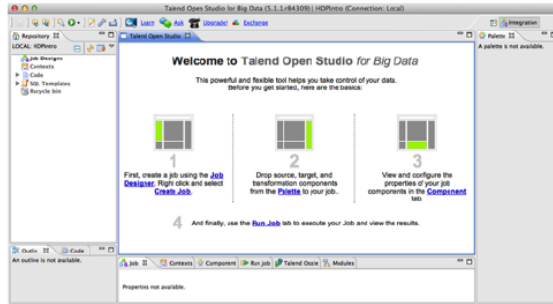 Talend Open Studio for Big Data (5.1.1.r84309) | HDPIntro (Connection: Local)
Learn Ask Upgrade! Exchange
Integration
Repository
LOCAL: HDPIntro
Job Designs
Contexts
Code
SQL Templates
Recycle bin
Talend Open Studio
Welcome to Talend Open Studio for Big Data
This powerful and flexible tool helps you take control of your data.
Before you get started, here are the basics:
1
First, create a job using the Job
Designer. Right click and select
Create Job.
2
Drop source, target, and
transformation components
from the Palette to your job..
3
View and configure the
properties of your job
components in the Component
tab.
4 And finally, use the Run Job tab to execute your Job and view the results.
Palette
A palette is not available.
Outlin Code
An outline is not available.
Job Contexts Component Run job Talend Oozie Modules
Properties not available.